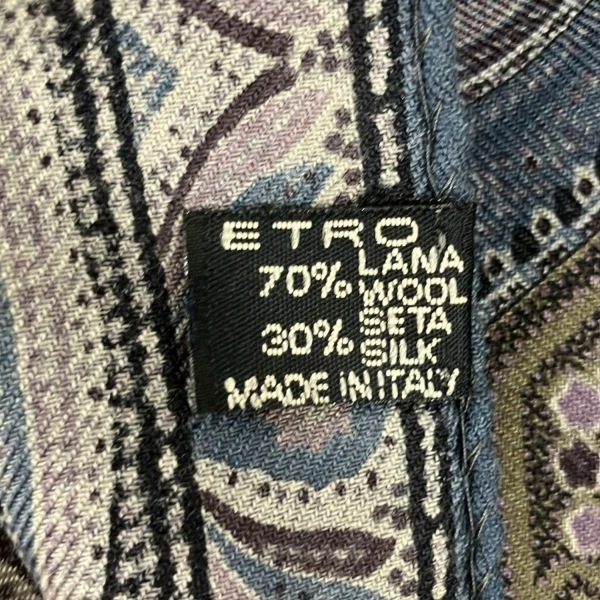 ETRO
70% LANA
WOOL
30% SETA
SILK
MADE IN ITALY